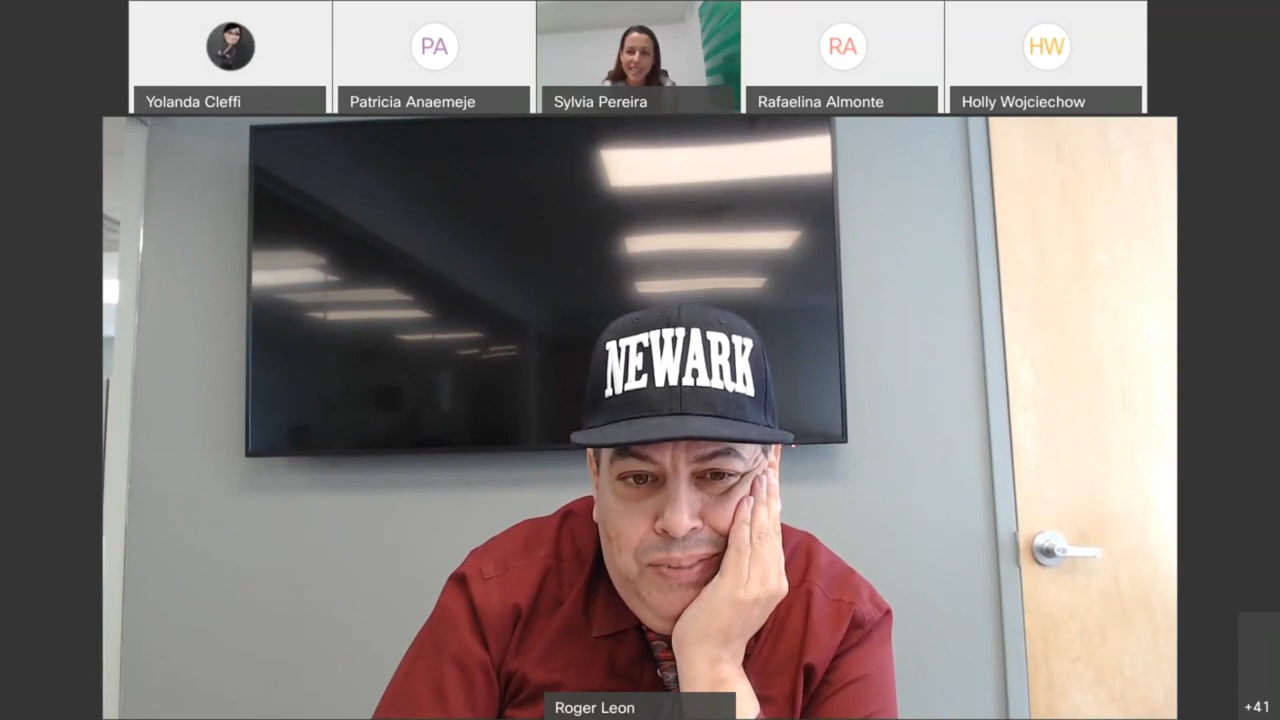 PA
RA
HW
Yolanda Cleffi
Patricia Anaemeje
Sylvia Pereira
Rafaelina Almonte
Holly Wojciechow
NEWARK
Roger Leon
+41